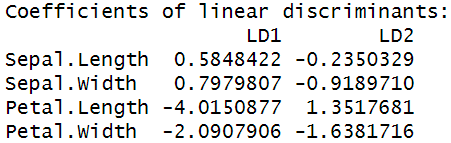 Coefficients of linear discriminants:
LD1 LD2
Sepal.Length 0.5848422 -0.2350329
Sepal.Width 0.7979807 -0.9189710
Petal.Length -4.0150877 1.3517681
Petal.Width -2.0907906 -1.6381716